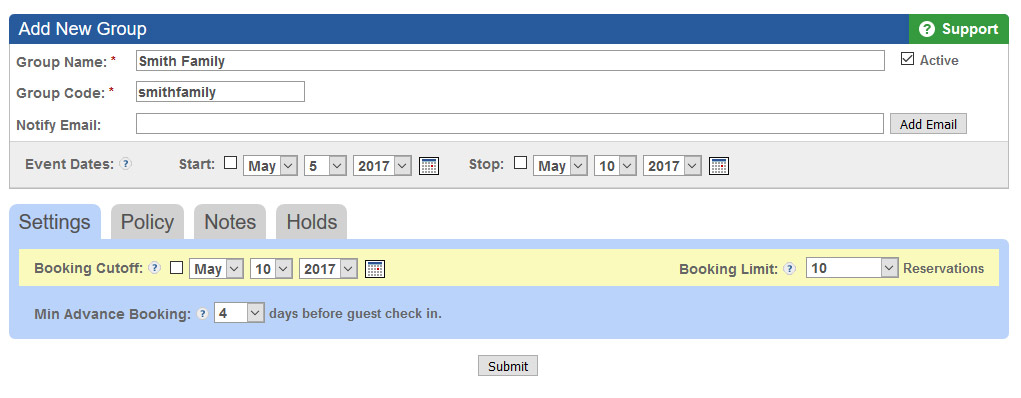 Add New Group ? Support
Group Name: * Smith Family Active
Group Code: * smithfamily
Notify Email: Add Email
Event Dates: ? Start: May 5 2017 Stop: May 10 2017
Settings Policy Notes Holds
Booking Cutoff: ? May 10 2017 Booking Limit: ? 10 Reservations
Min Advance Booking: ? 4 days before guest check in.
Submit